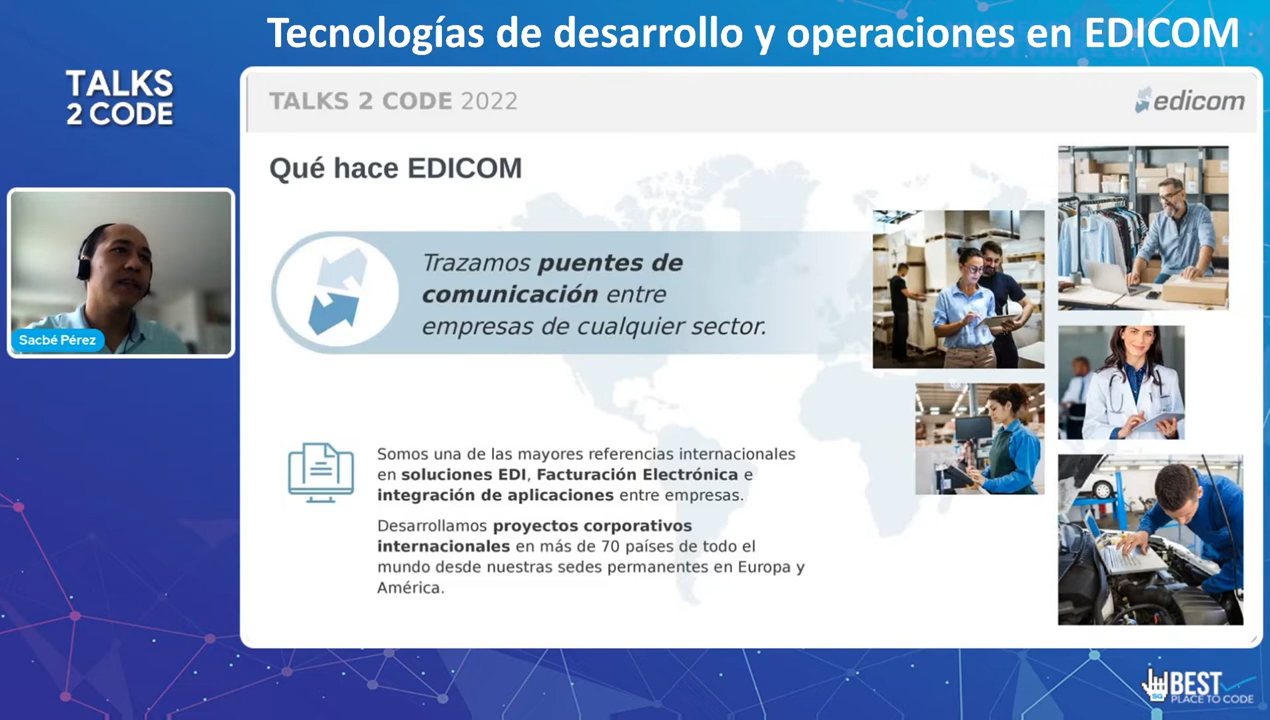 Tecnologías de desarrollo y operaciones en EDICOM
TALKS
2 CODE
TALKS 2 CODE 2022
edicom
Qué hace EDICOM
Trazamos puentes de
comunicación entre
empresas de cualquier sector.
Sacbé Pérez
Somos una de las mayores referencias internacionales
en soluciones EDI, Facturación Electrónica e
integración de aplicaciones entre empresas.
Desarrollamos proyectos corporativos
internacionales en más de 70 países de todo el
mundo desde nuestras sedes permanentes en Europa y
América.
SG
BEST
PLACE TO CODE